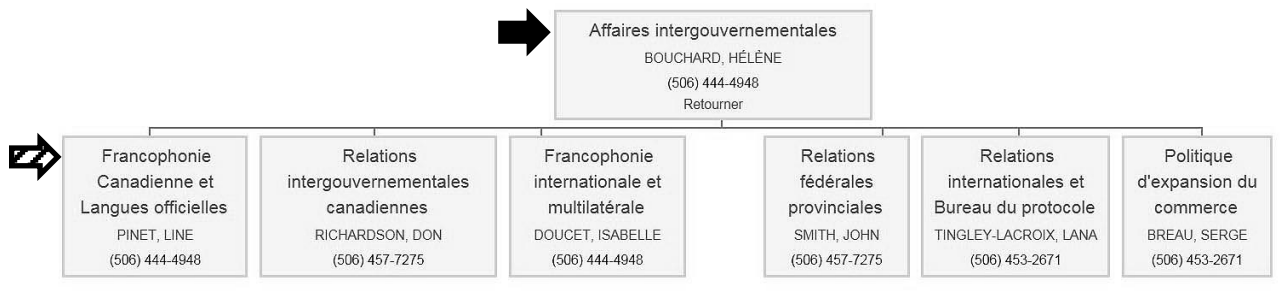 Affaires intergouvernementales
BOUCHARD, HÉLÈNE
(506) 444-4948
Retourner
Francophonie
Canadienne et
Langues officielles
PINET, LINE
(506) 444-4948
Relations
intergouvernementales
canadiennes
RICHARDSON, DON
(506) 457-7275
Francophonie
internationale et
multilatérale
DOUCET, ISABELLE
(506) 444-4948
Relations
fédérales
provinciales
SMITH, JOHN
(506) 457-7275
Relations
internationales et
Bureau du protocole
TINGLEY-LACROIX, LANA
(506) 453-2671
Politique
d'expansion du
commerce
BREAU, SERGE
(506) 453-2671